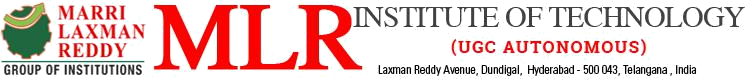 MARRI
LAXMAN
REDDY
GROUP OF INSTITUTIONS
MLR
INSTITUTE OF TECHNOLOGY
(UGC AUTONOMOUS)
Laxman Reddy Avenue, Dundigal, Hyderabad - 500 043, Telangana , India